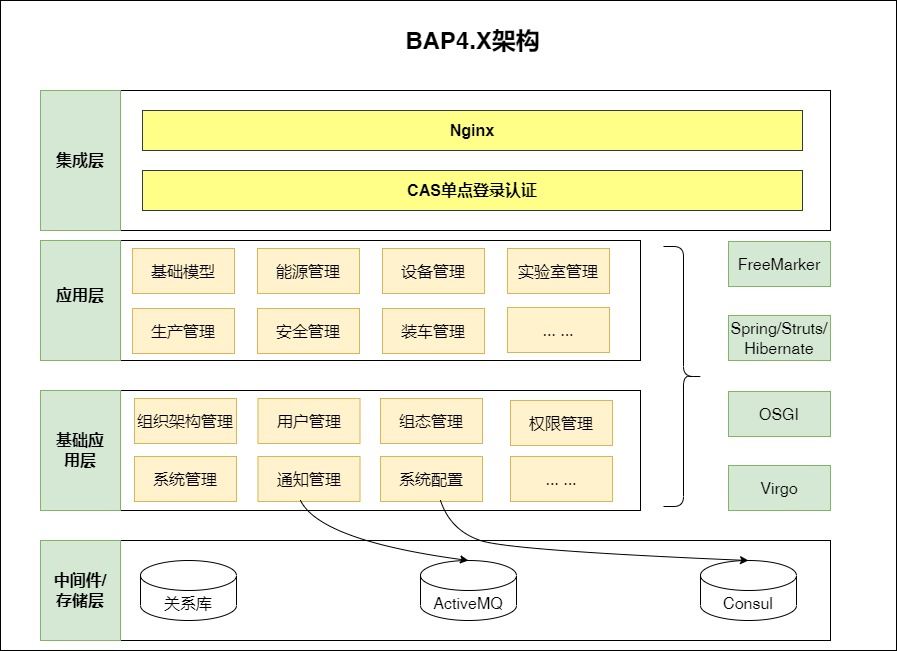 BAP4.X架构
集成层
Nginx
CAS单点登录认证
应用层
基础模型
能源管理
设备管理
实验室管理
生产管理
安全管理
装车管理
... ...
FreeMarker
Spring/Struts/
Hibernate
OSGI
Virgo
基础应
用层
组织架构管理
用户管理
组态管理
权限管理
系统管理
通知管理
系统配置
... ...
中间件/
存储层
关系库
ActiveMQ
Consul